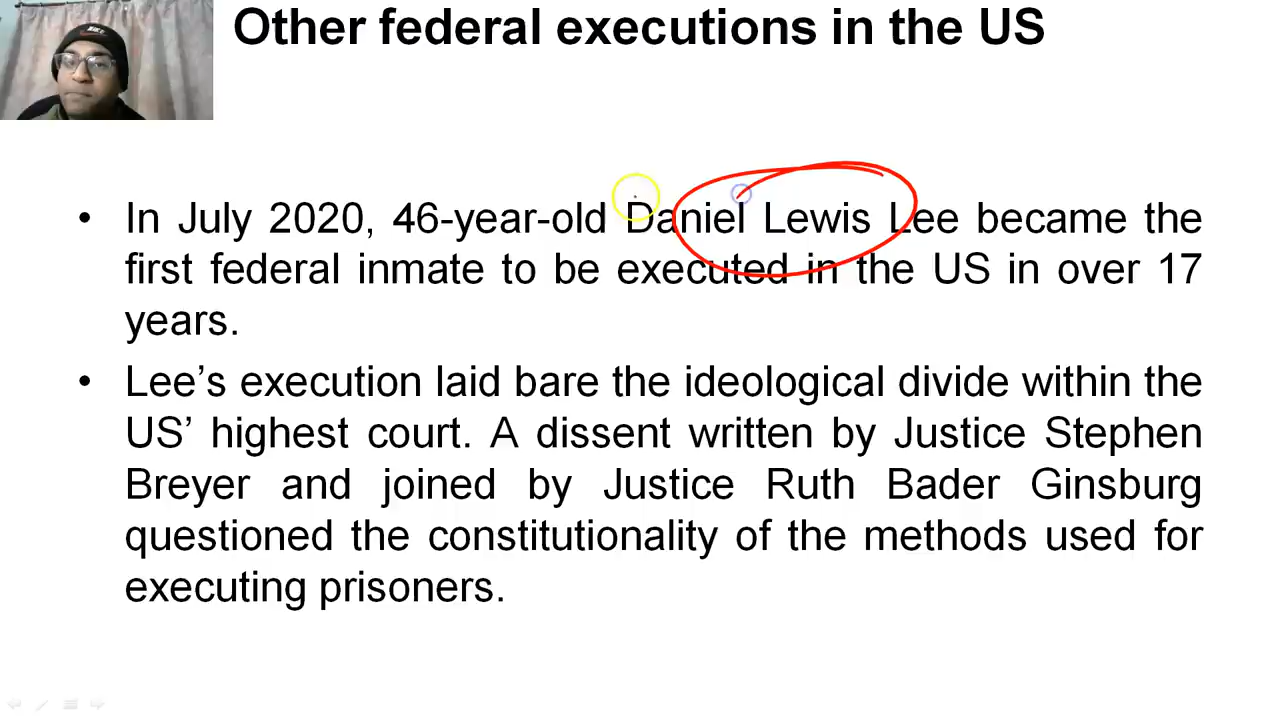 Other federal executions in the US
• In July 2020, 46-year-old Daniel Lewis Lee became the
first federal inmate to be executed in the US in over 17
years.
• Lee’s execution laid bare the ideological divide within the
US’ highest court. A dissent written by Justice Stephen
Breyer and joined by Justice Ruth Bader Ginsburg
questioned the constitutionality of the methods used for
executing prisoners.